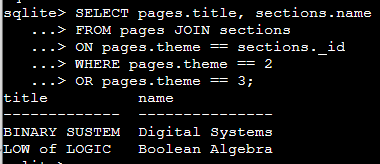 sqlite> SELECT pages.title, sections.name
...> FROM pages JOIN sections
...> ON pages.theme == sections._id
...> WHERE pages.theme == 2
...> OR pages.theme == 3;
title name
------------- ---------------
BINARY SUSTEM Digital Systems
LOW of LOGIC Boolean Algebra
sqlite>